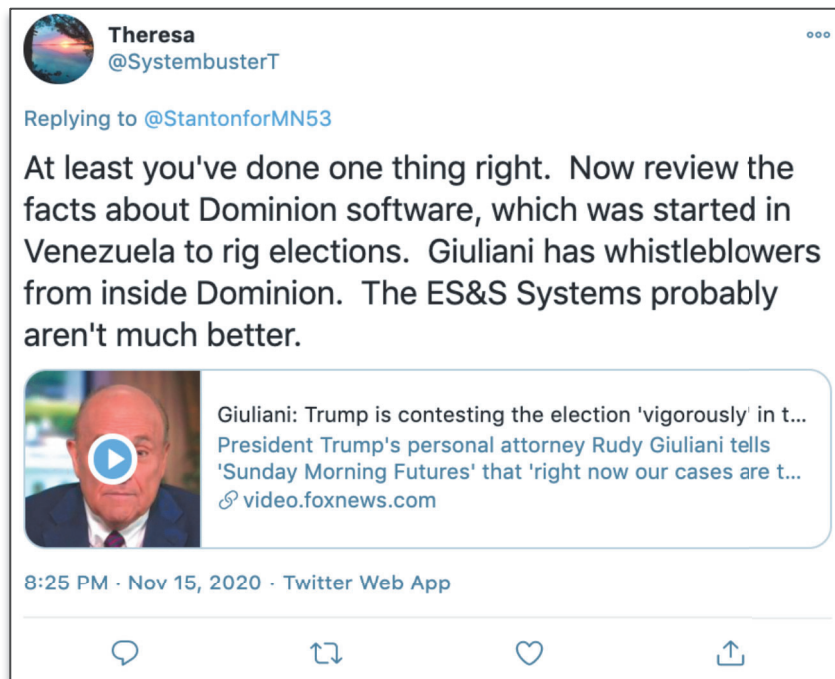 Theresa
@SystembusterT
Replying to @StantonforMN53
At least you've done one thing right.  Now review the
facts about Dominion software, which was started in
Venezuela to rig elections.  Giuliani has whistleblowers
from inside Dominion.  The ES&S Systems probably
aren't much better.
Giuliani: Trump is contesting the election 'vigorously' in t...
President Trump's personal attorney Rudy Giuliani tells
'Sunday Morning Futures' that 'right now our cases are t...
video.foxnews.com
8:25 PM · Nov 15, 2020 · Twitter Web App